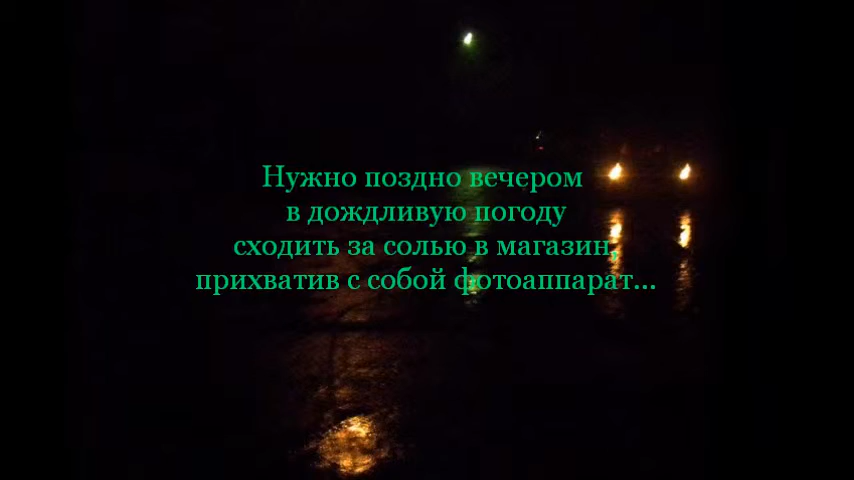 Нужно поздно вечером
в дождливую погоду
сходить за солью в магазин,
прихватив с собой фотоаппарат...